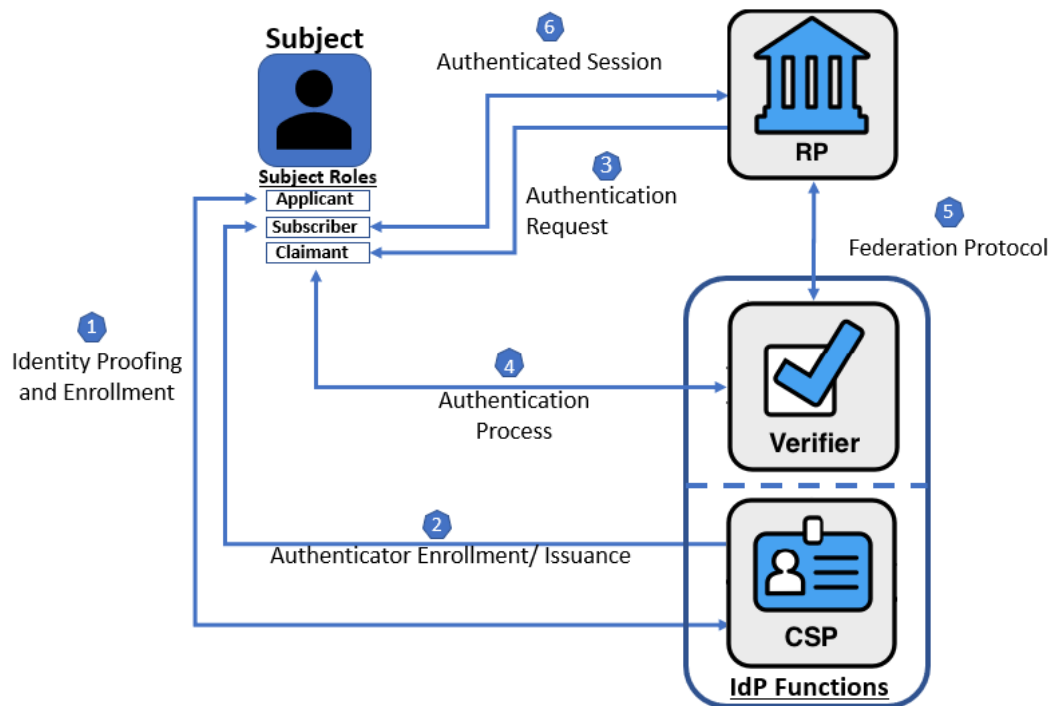 6
Subject
Authenticated Session
RP
Subject Roles
Applicant
Subscriber
Claimant
3
Authentication
Request
5
Federation Protocol
1
Identity Proofing
and Enrollment
4
Authentication
Process
Verifier
2
Authenticator Enrollment/ Issuance
CSP
IdP Functions